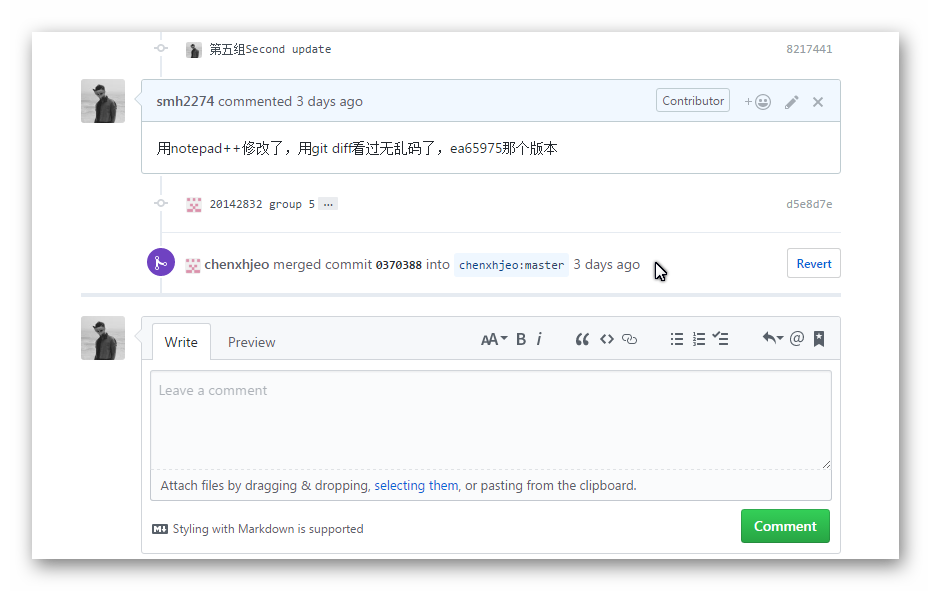 第五组Second update 8217441
smh2274 commented 3 days ago Contributor
用notepad++修改了，用git diff看过无乱码了，ea65975那个版本
20142832 group 5 … d5e8d7e
chenxhjeo merged commit 0370388 into chenxhjeo:master 3 days ago Revert
Write Preview AA B i
Leave a comment
Attach files by dragging & dropping, selecting them, or pasting from the clipboard.
Styling with Markdown is supported Comment